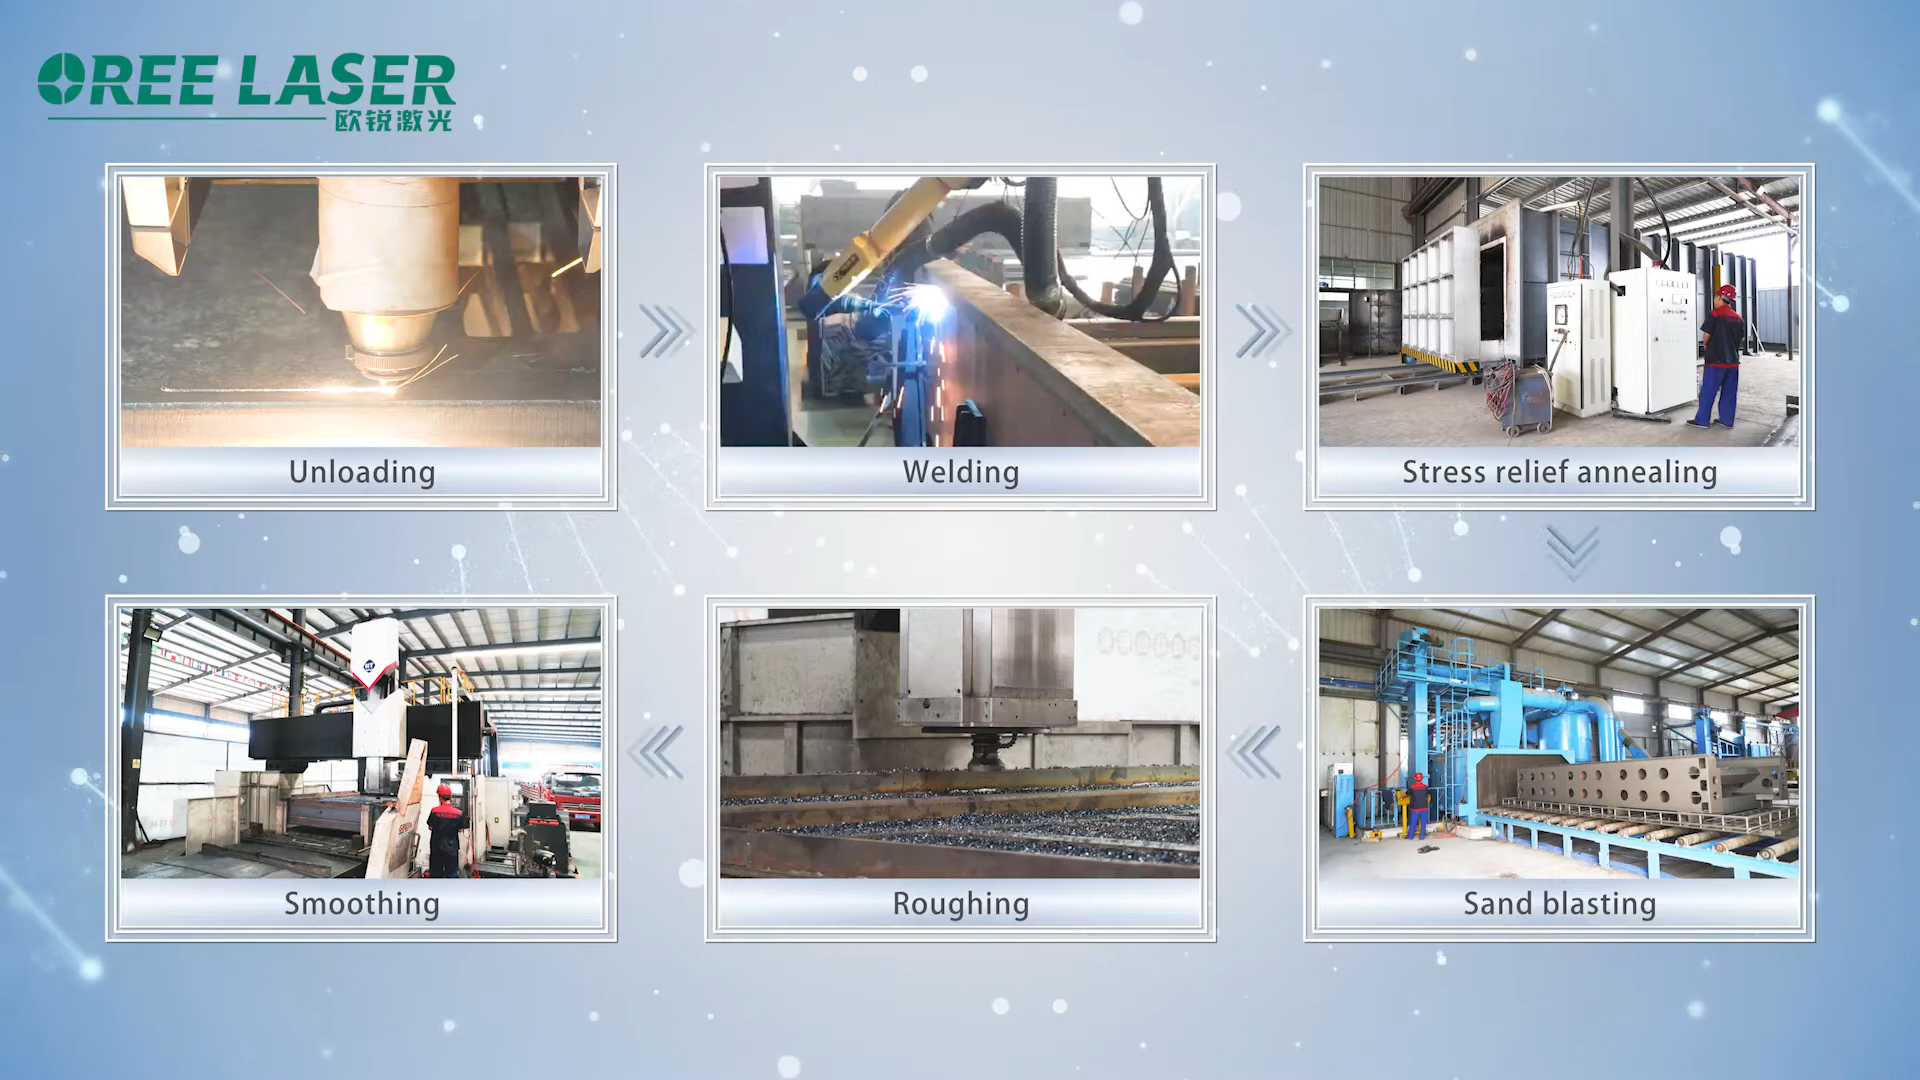 OREE LASER
欧锐激光
Unloading
Welding
Stress relief annealing
Smoothing
Roughing
Sand blasting